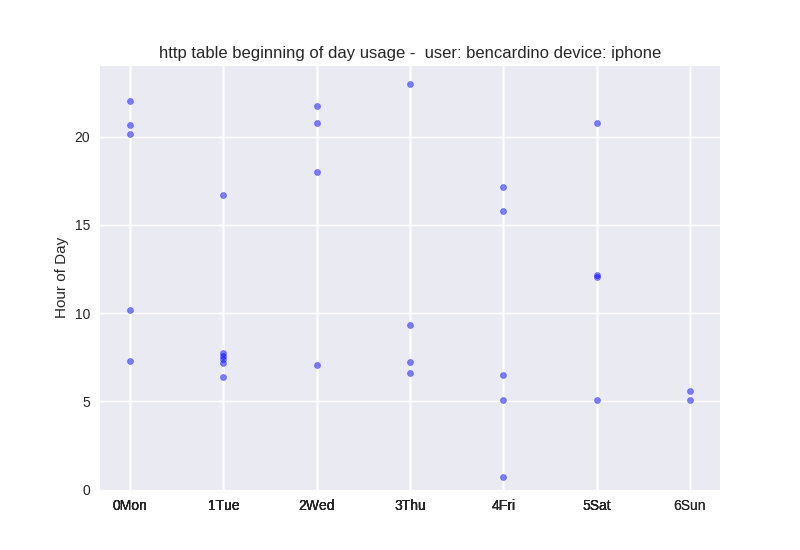 http table beginning of day usage -  user: bencardino device: iphone
20
15
10
5
0
Hour of Day
0Mon 1Tue 2Wed 3Thu 4Fri 5Sat 6Sun